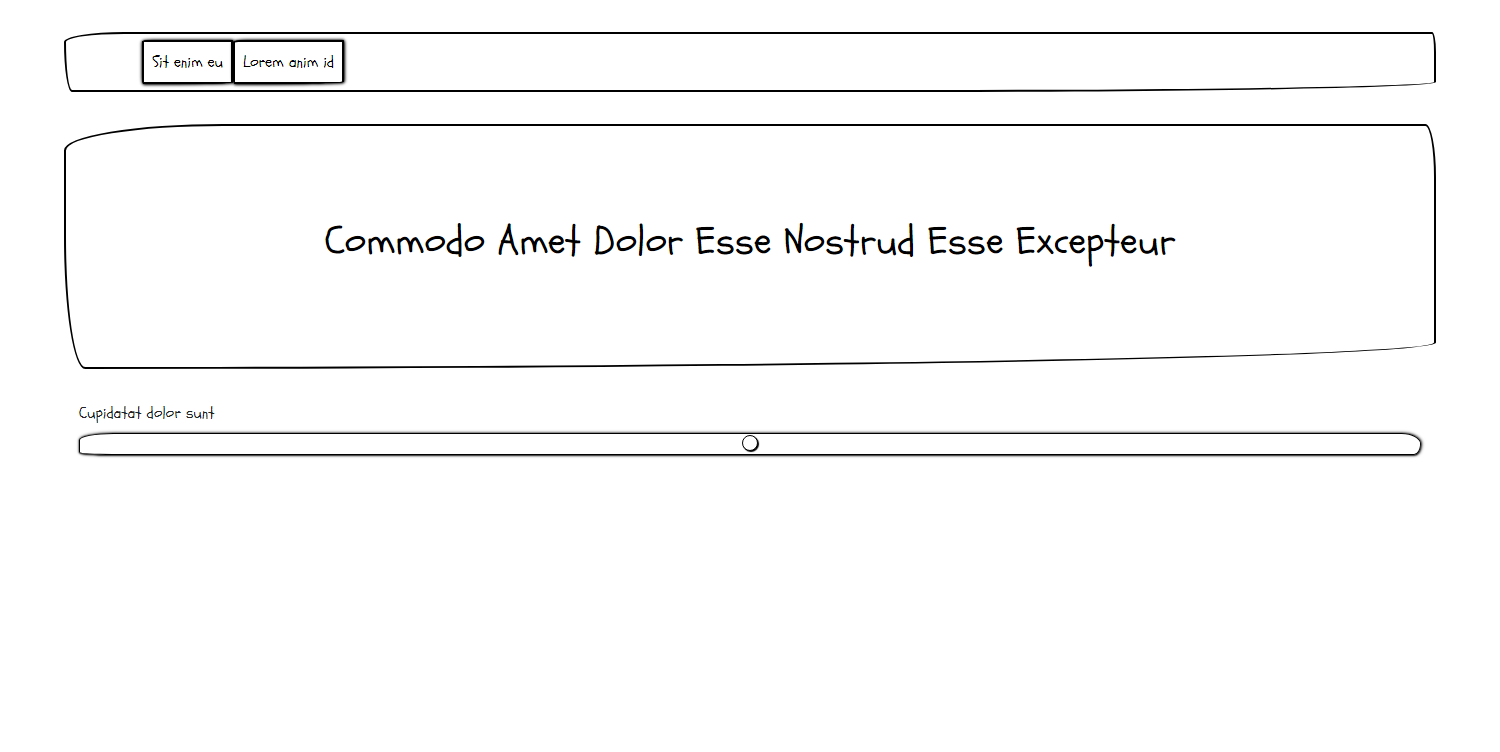 Sit enim eu
Lorem anim id
Commodo Amet Dolor Esse Nostrud Esse Excepteur
Cupidatat dolor sunt